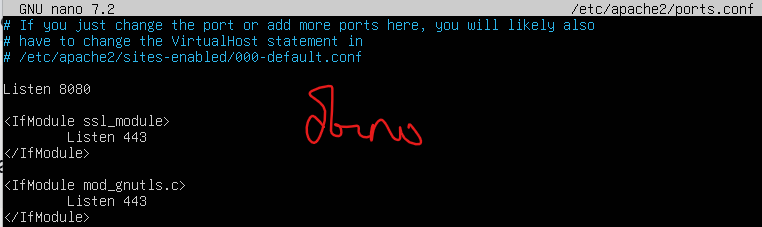 GNU nano 7.2 /etc/apache2/ports.conf
# If you just change the port or add more ports here, you will likely also
# have to change the VirtualHost statement in
# /etc/apache2/sites-enabled/000-default.conf
Listen 8080
<IfModule ssl_module>
Listen 443
</IfModule>
<IfModule mod_gnutls.c>
Listen 443
</IfModule>